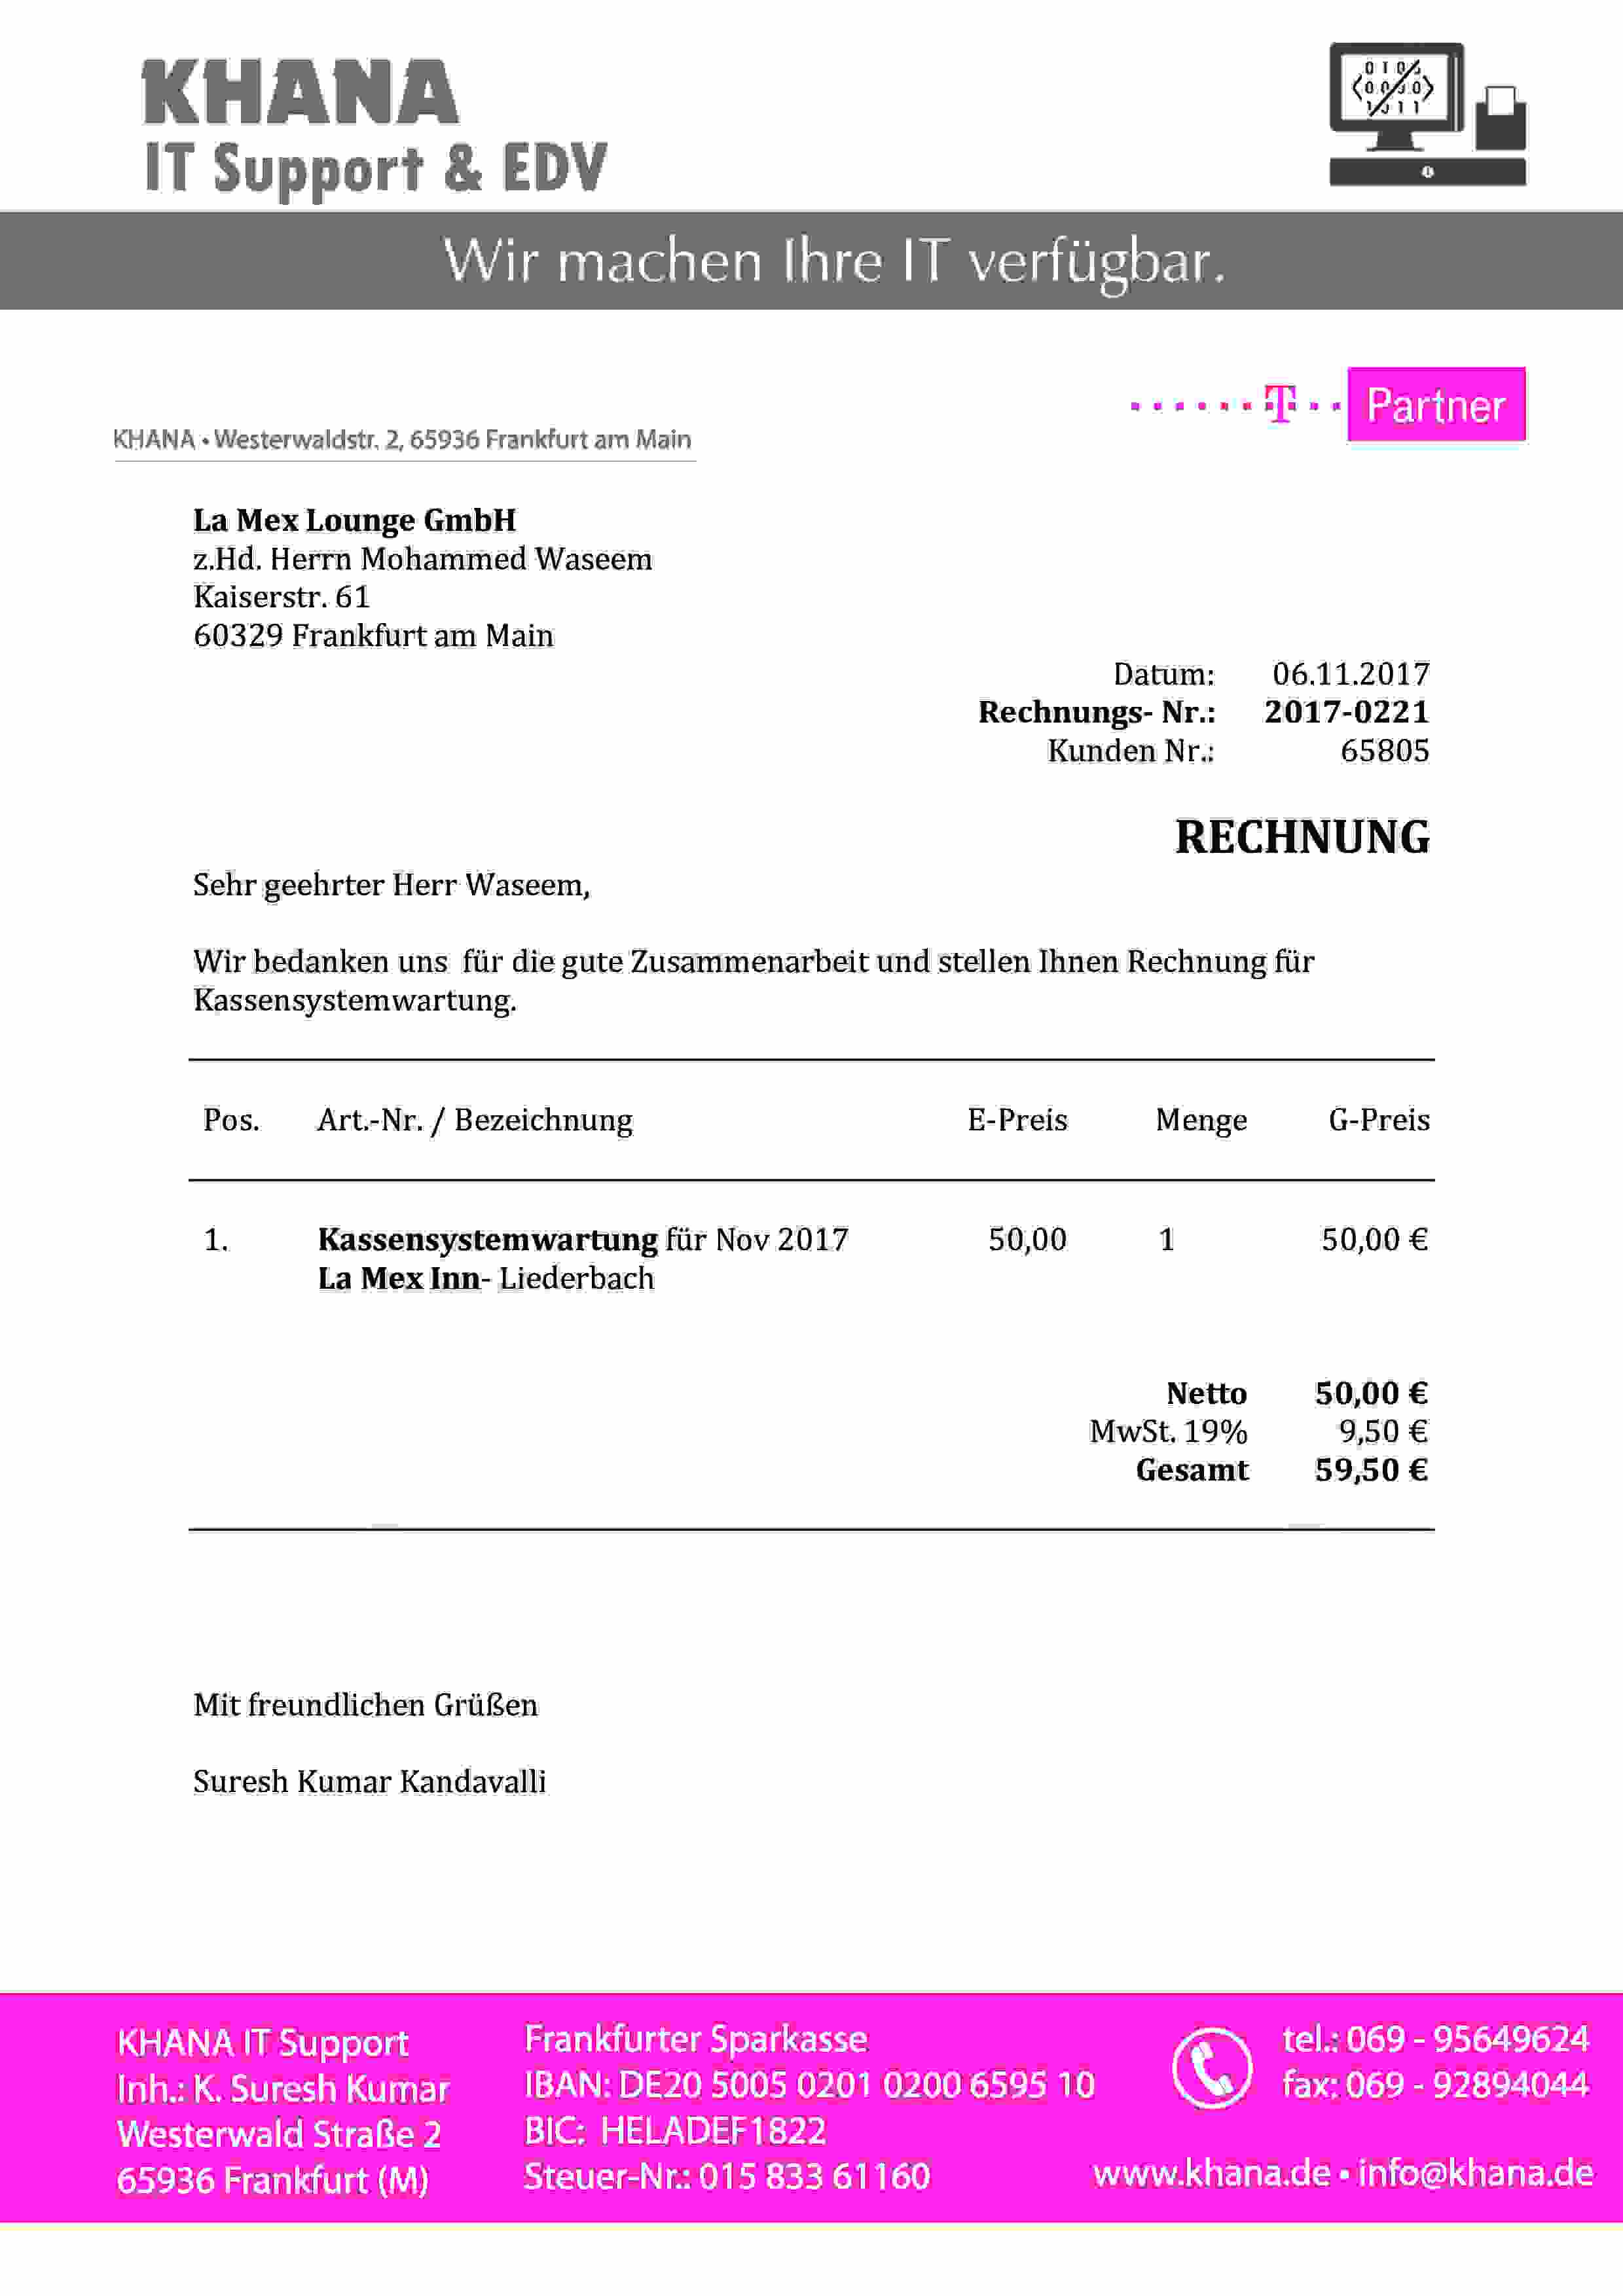 KHANA
IT Support & EDV
Wir machen Ihre IT verfügbar.
T Partner
KHANA • Westerwaldstr. 2, 65936 Frankfurt am Main
La Mex Lounge GmbH
z.Hd. Herrn Mohammed Waseem
Kaiserstr. 61
60329 Frankfurt am Main
Datum: 06.11.2017
Rechnungs- Nr.: 2017-0221
Kunden Nr.: 65805
RECHNUNG
Sehr geehrter Herr Waseem,
Wir bedanken uns für die gute Zusammenarbeit und stellen Ihnen Rechnung für
Kassensystemwartung.
Pos. Art.-Nr. / Bezeichnung E-Preis Menge G-Preis
1. Kassensystemwartung für Nov 2017 50,00 1 50,00 €
La Mex Inn- Liederbach
Netto 50,00 €
MwSt. 19% 9,50 €
Gesamt 59,50 €
Mit freundlichen Grüßen
Suresh Kumar Kandavalli
KHANA IT Support
Inh.: K. Suresh Kumar
Westerwald Straße 2
65936 Frankfurt (M)
Frankfurter Sparkasse
IBAN: DE20 5005 0201 0200 6595 10
BIC: HELADEF1822
Steuer-Nr.: 015 833 61160
tel.: 069 - 95649624
fax: 069 - 92894044
www.khana.de • info@khana.de